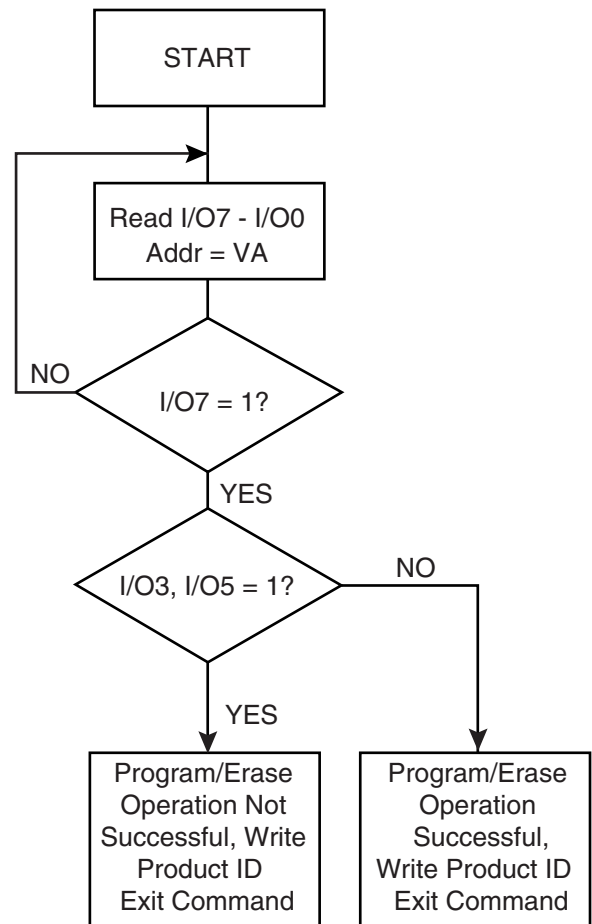 START
Read I/O7 - I/O0
Addr = VA
NO
I/O7 = 1?
YES
I/O3, I/O5 = 1?
NO
YES
Program/Erase
Operation Not
Successful, Write
Product ID
Exit Command
Program/Erase
Operation
Successful,
Write Product ID
Exit Command